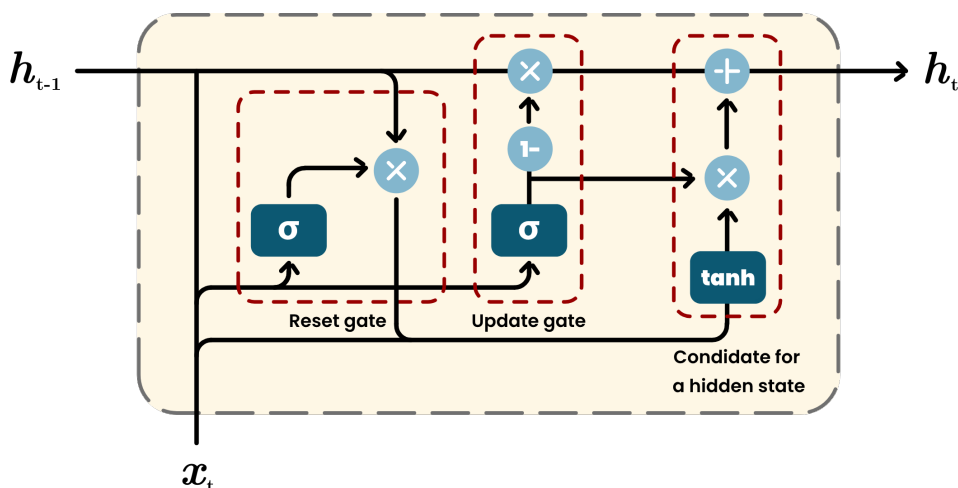 h t-1
h t
×
+
1-
×
×
σ
σ
tanh
Reset gate
Update gate
Condidate for
a hidden state
x t